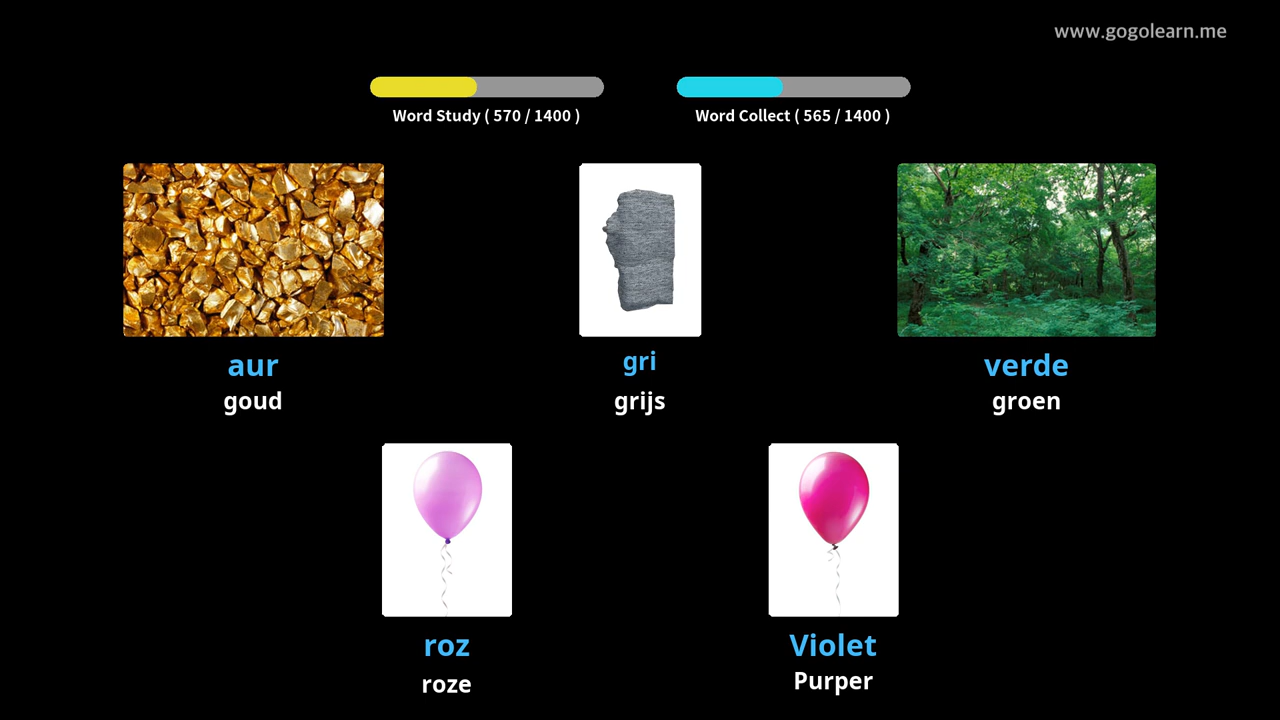 www.gogolearn.me
Word Study ( 570 / 1400 )
Word Collect ( 565 / 1400 )
aur
goud
gri
grijs
verde
groen
roz
roze
Violet
Purper